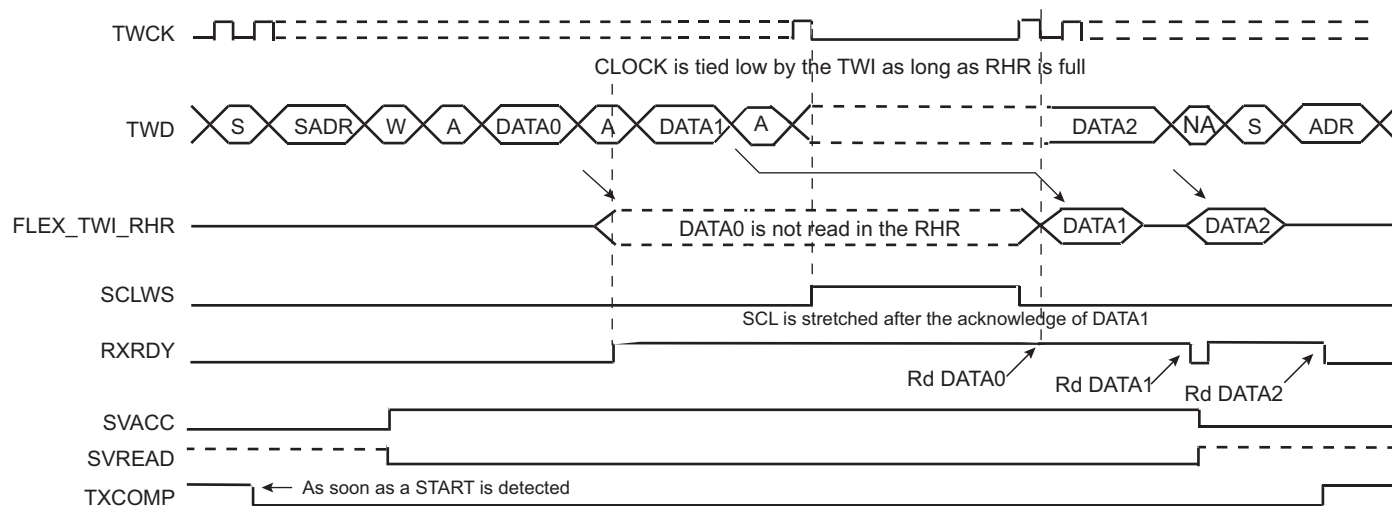 TWCK
CLOCK is tied low by the TWI as long as RHR is full
TWD S SADR W A DATA0 A DATA1 A DATA2 NA S ADR
FLEX_TWI_RHR DATA0 is not read in the RHR DATA1 DATA2
SCLWS
SCL is stretched after the acknowledge of DATA1
RXRDY
Rd DATA0 Rd DATA1 Rd DATA2
SVACC
SVREAD
TXCOMP As soon as a START is detected